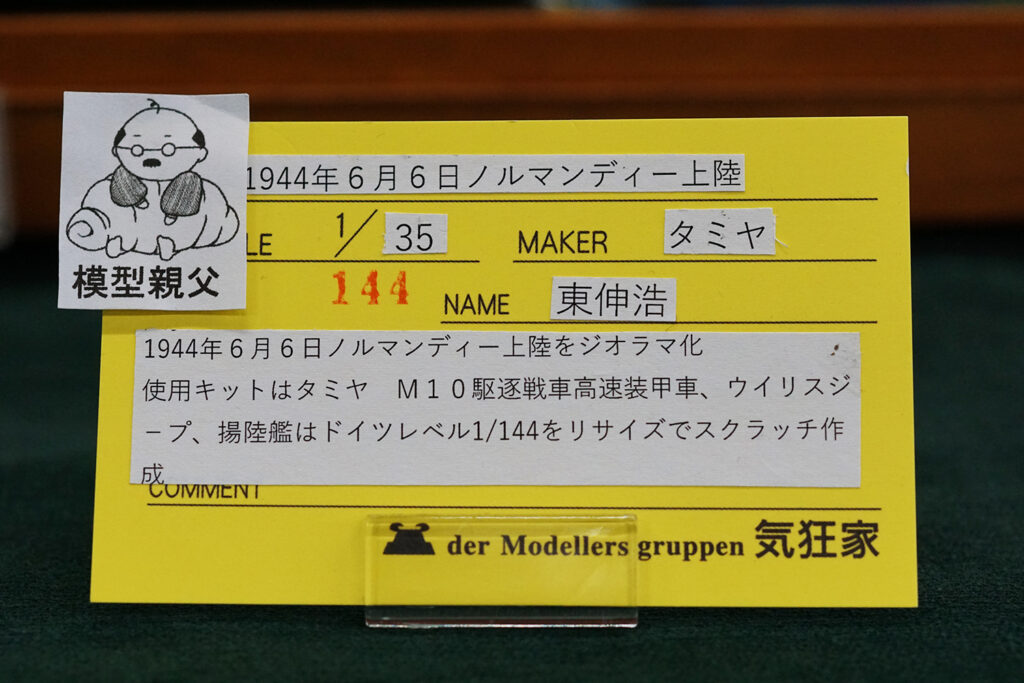 1944年６月６日ノルマンディー上陸
LE 1/35 MAKER タミヤ
模型親父
144 NAME 東伸浩
1944年６月６日ノルマンディー上陸をジオラマ化
使用キットはタミヤ　Ｍ１０駆逐戦車高速装甲車、ウイリスジ
ープ、揚陸艦はドイツレベル1/144をリサイズでスクラッチ作
成
COMMENT
der Modellers gruppen 気狂家